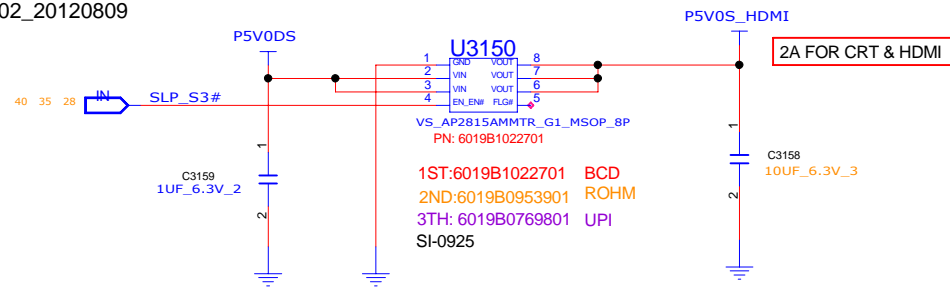 02_20120809
P5V0DS
P5V0S_HDMI
2A FOR CRT & HDMI
U3150
1 GND VOUT 8
2 VIN VOUT 7
3 VIN VOUT 6
4 EN_EN# FLG# 5
40 35 28 IN SLP_S3#
VS_AP2815AMMTR_G1_MSOP_8P
PN: 6019B1022701
1
C3159
1UF_6.3V_2
2
1ST:6019B1022701 BCD
2ND:6019B0953901 ROHM
3TH: 6019B0769801 UPI
SI-0925
1
C3158
10UF_6.3V_3
2